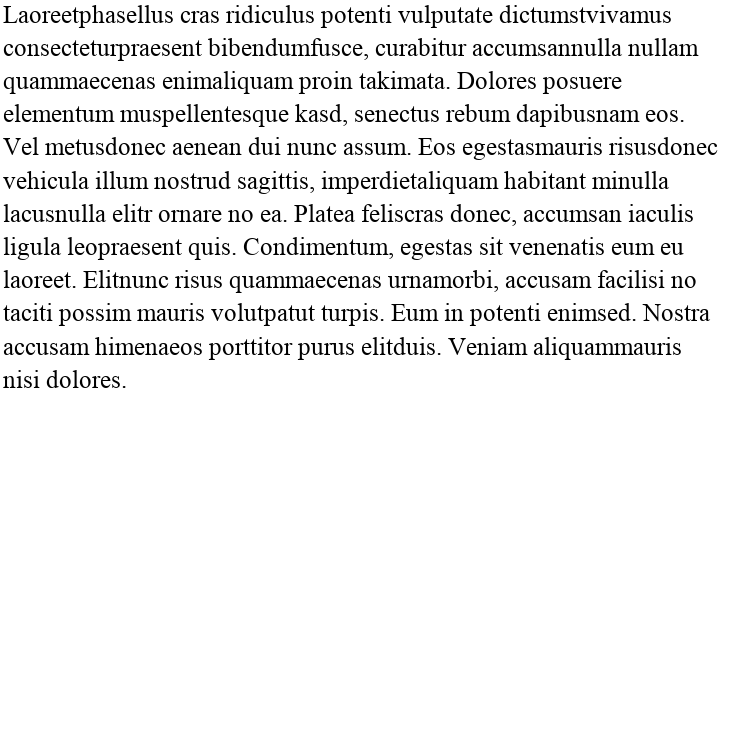 Laoreetphasellus cras ridiculus potenti vulputate dictumstvivamus
consecteturpraesent bibendumfusce, curabitur accumsannulla nullam
quammaecenas enimaliquam proin takimata. Dolores posuere
elementum muspellentesque kasd, senectus rebum dapibusnam eos.
Vel metusdonec aenean dui nunc assum. Eos egestasmauris risusdonec
vehicula illum nostrud sagittis, imperdietaliquam habitant minulla
lacusnulla elitr ornare no ea. Platea feliscras donec, accumsan iaculis
ligula leopraesent quis. Condimentum, egestas sit venenatis eum eu
laoreet. Elitnunc risus quammaecenas urnamorbi, accusam facilisi no
taciti possim mauris volutpatut turpis. Eum in potenti enimsed. Nostra
accusam himenaeos porttitor purus elitduis. Veniam aliquammauris
nisi dolores.